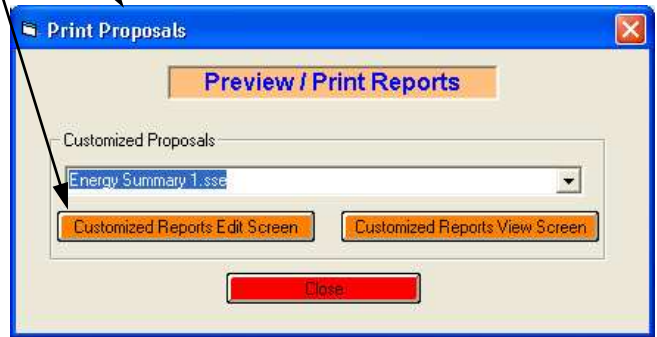 Print Proposals
Preview / Print Reports
Customized Proposals
Energy Summary 1.sse
Customized Reports Edit Screen Customized Reports View Screen
Close